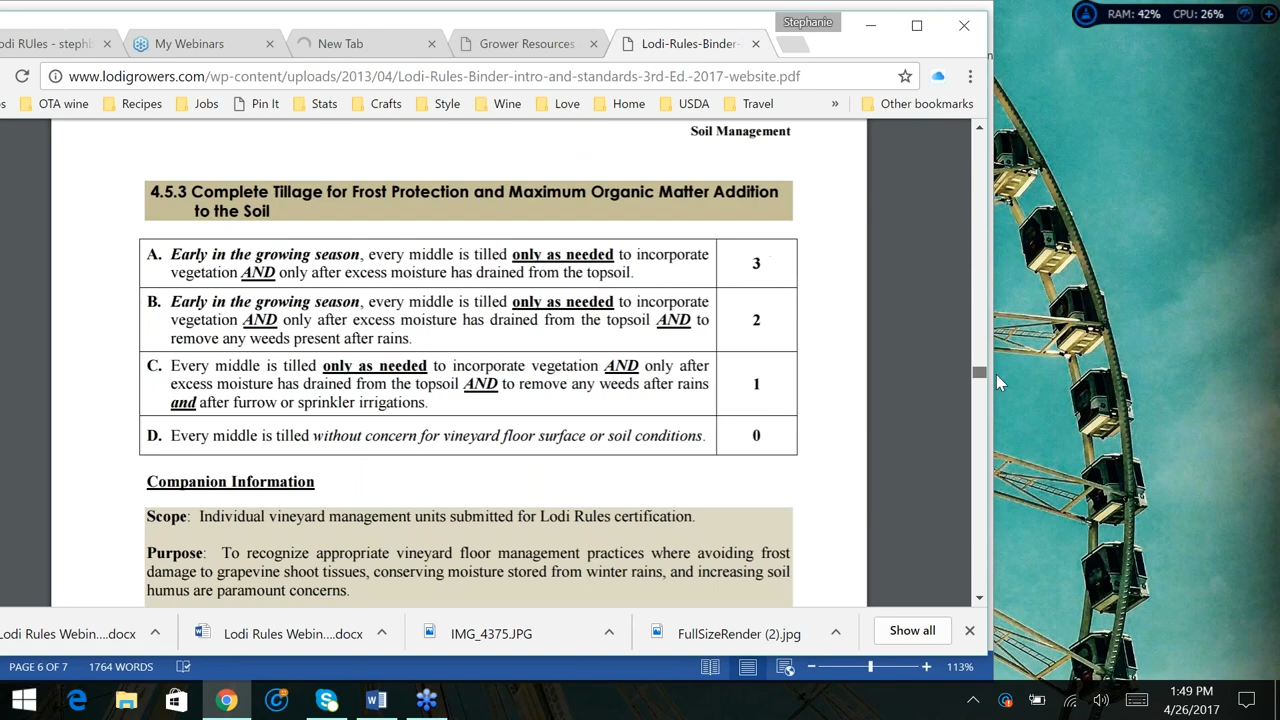 RAM: 42% CPU: 26%
Stephanie
odi RUles - stephl
My Webinars
New Tab
Grower Resources
Lodi-Rules-Binder-
www.lodigrowers.com/wp-content/uploads/2013/04/Lodi-Rules-Binder-intro-and-standards-3rd-Ed.-2017-website.pdf
OTA wine Recipes Jobs Pin It Stats Crafts Style Wine Love Home USDA Travel » Other bookmarks
Soil Management
4.5.3 Complete Tillage for Frost Protection and Maximum Organic Matter Addition
to the Soil
A. Early in the growing season, every middle is tilled only as needed to incorporate
vegetation AND only after excess moisture has drained from the topsoil.
3
B. Early in the growing season, every middle is tilled only as needed to incorporate
vegetation AND only after excess moisture has drained from the topsoil AND to
remove any weeds present after rains.
2
C. Every middle is tilled only as needed to incorporate vegetation AND only after
excess moisture has drained from the topsoil AND to remove any weeds after rains
and after furrow or sprinkler irrigations.
1
D. Every middle is tilled without concern for vineyard floor surface or soil conditions.
0
Companion Information
Scope: Individual vineyard management units submitted for Lodi Rules certification.
Purpose: To recognize appropriate vineyard floor management practices where avoiding frost
damage to grapevine shoot tissues, conserving moisture stored from winter rains, and increasing soil
humus are paramount concerns.
Lodi Rules Webin....docx
Lodi Rules Webin....docx
IMG_4375.JPG
FullSizeRender (2).jpg
Show all
PAGE 6 OF 7 1764 WORDS
113%
1:49 PM
4/26/2017